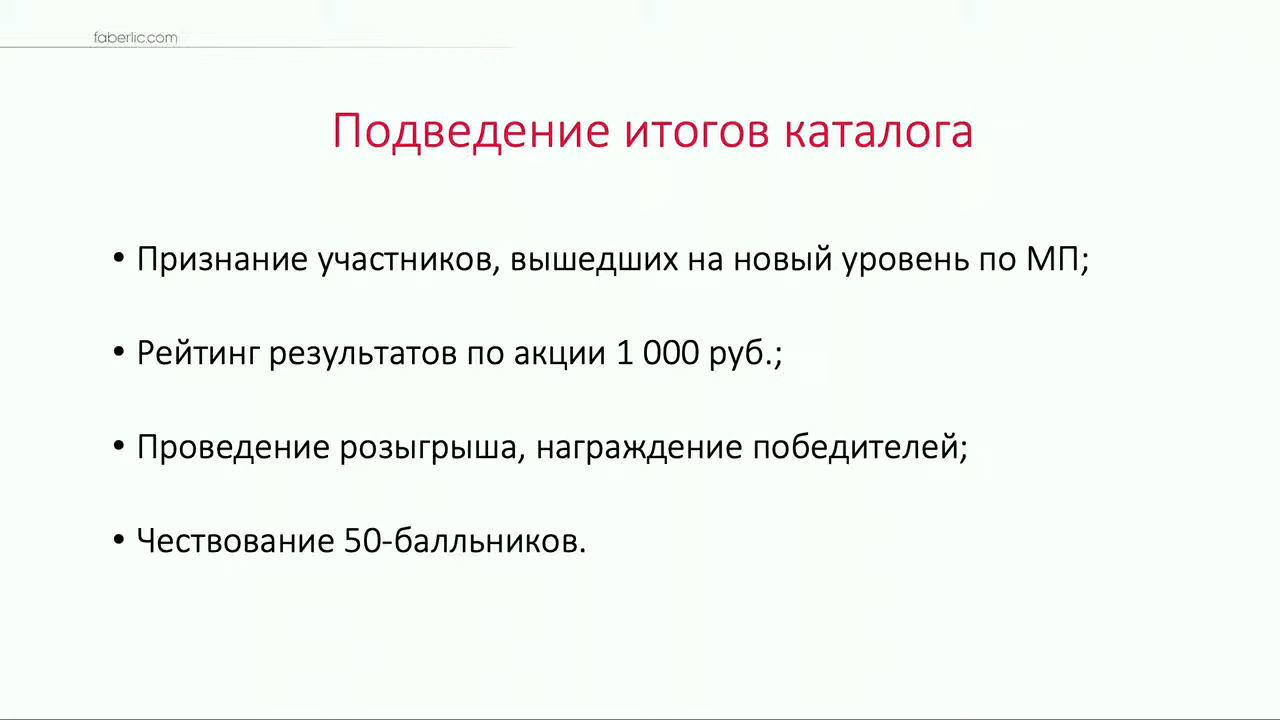 faberlic.com
Подведение итогов каталога
• Признание участников, вышедших на новый уровень по МП;
• Рейтинг результатов по акции 1 000 руб.;
• Проведение розыгрыша, награждение победителей;
• Чествование 50-балльников.